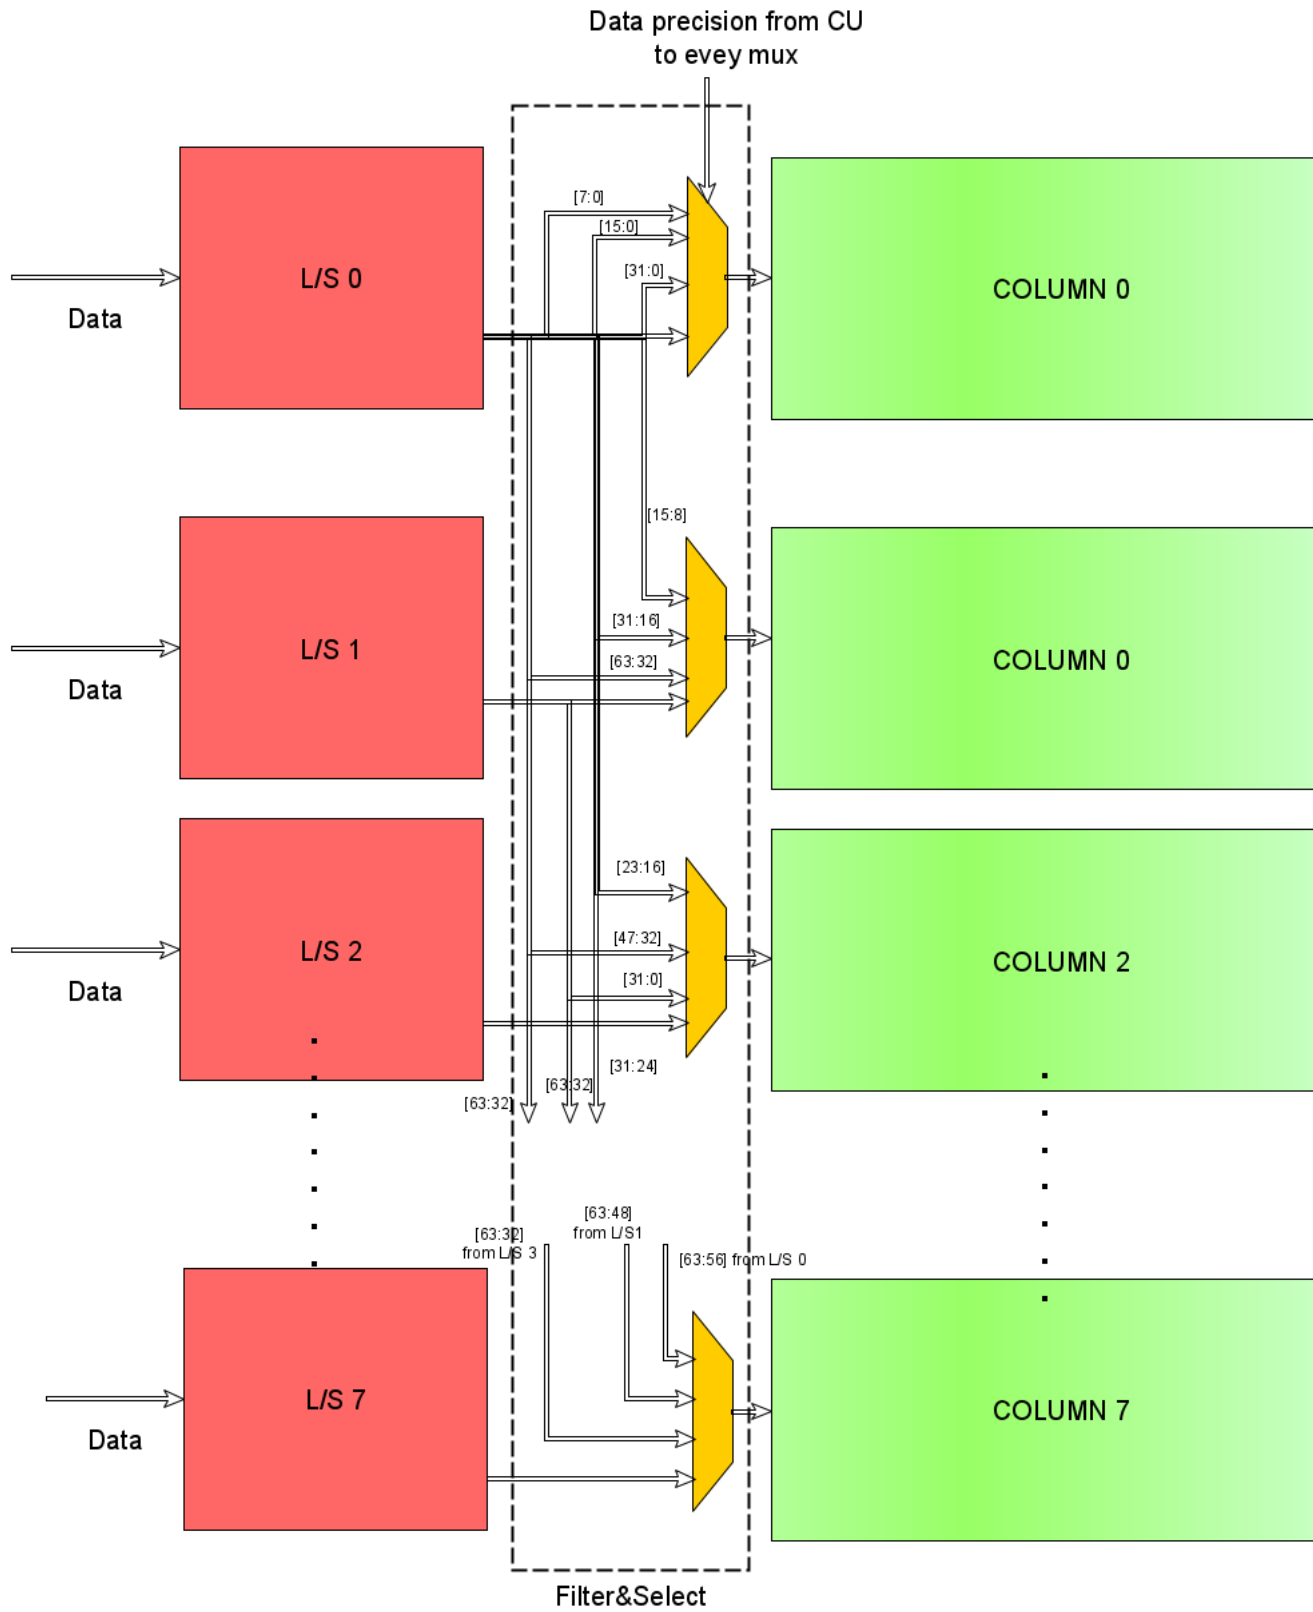 Data precision from CU
to evey mux
[7:0]
[15:0]
[31:0]
L/S 0
COLUMN 0
Data
[15:8]
[31:16]
[63:32]
L/S 1
COLUMN 0
Data
[23:16]
[47:32]
[31:0]
L/S 2
COLUMN 2
Data
[31:24]
[63:32]
[63:32]
[63:48]
from L/S1
[63:32]
from L/S 3
[63:56] from L/S 0
L/S 7
COLUMN 7
Data
Filter&Select